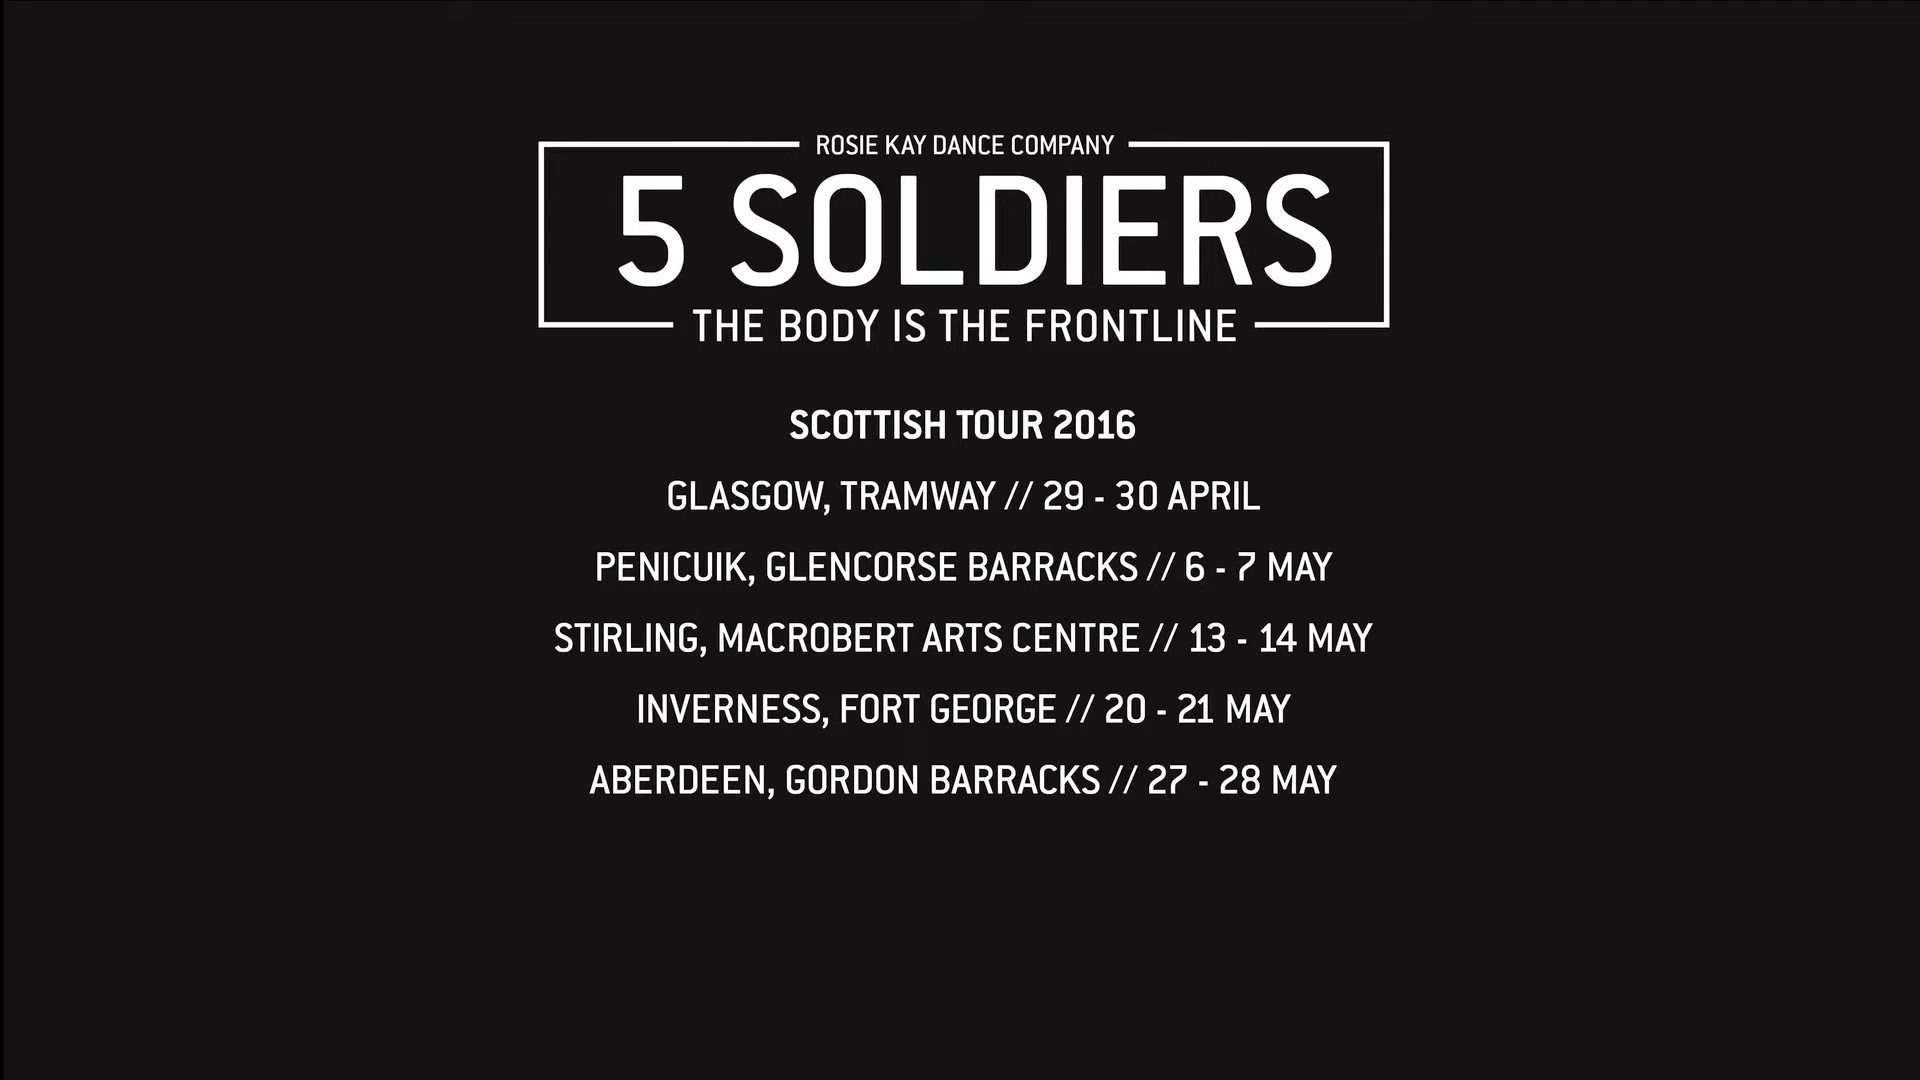 ROSIE KAY DANCE COMPANY
5 SOLDIERS
THE BODY IS THE FRONTLINE
SCOTTISH TOUR 2016
GLASGOW, TRAMWAY // 29 - 30 APRIL
PENICUIK, GLENCORSE BARRACKS // 6 - 7 MAY
STIRLING, MACROBERT ARTS CENTRE // 13 - 14 MAY
INVERNESS, FORT GEORGE // 20 - 21 MAY
ABERDEEN, GORDON BARRACKS // 27 - 28 MAY